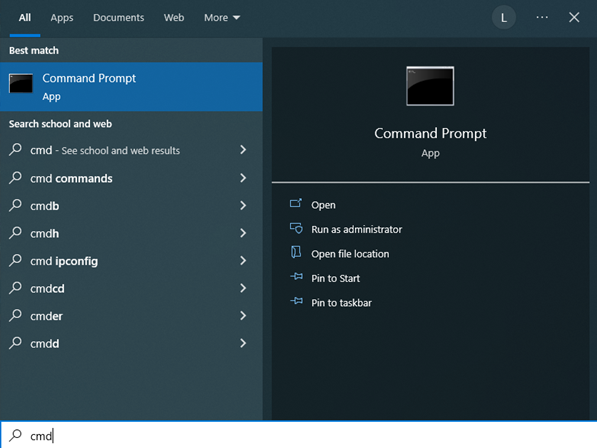 All Apps Documents Web More
L
Best match
Command Prompt
App
Search school and web
cmd - See school and web results
cmd commands
cmdb
cmdh
cmd ipconfig
cmdcd
cmder
cmdd
cmd
Command Prompt
App
Open
Run as administrator
Open file location
Pin to Start
Pin to taskbar